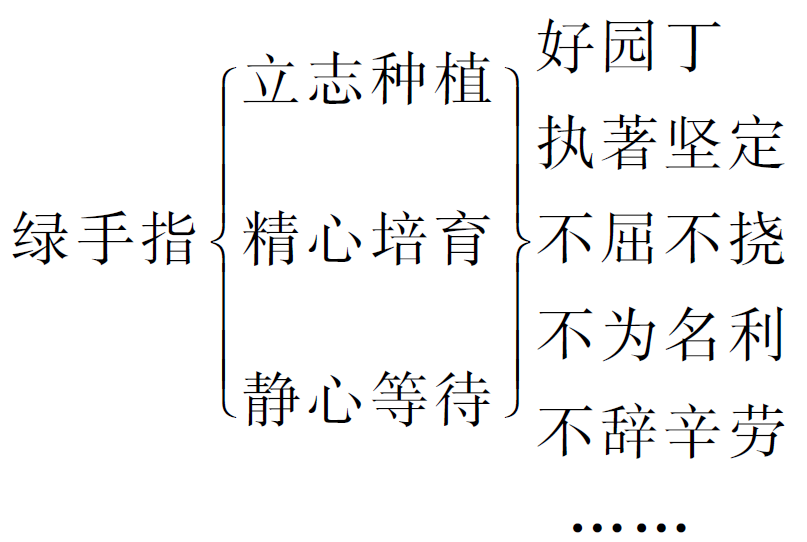 绿手指
立志种植
精心培育
静心等待
好园丁
执著坚定
不屈不挠
不为名利
不辞辛劳
……